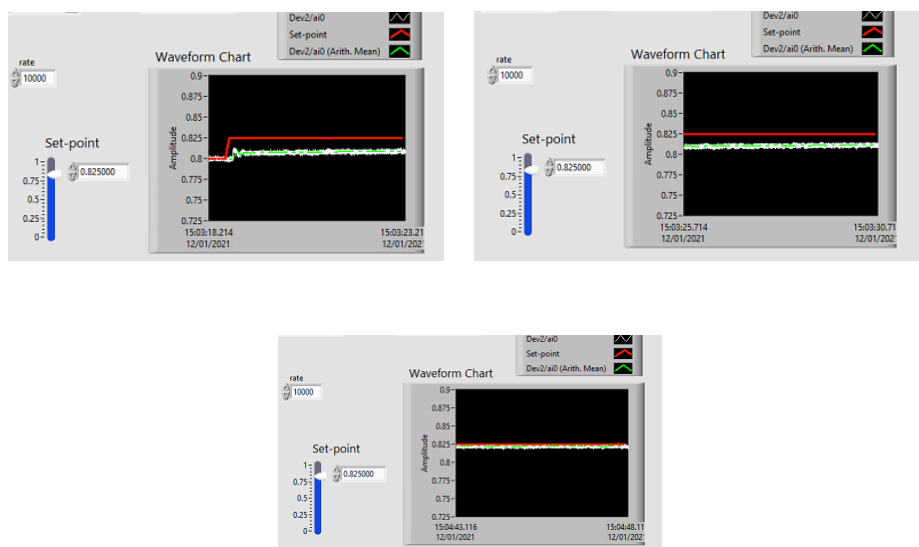 Dev2/ai0
Set-point
Dev2/ai0 (Arith. Mean)
Waveform Chart
rate
10000
Set-point
1
0.75
0.5
0.25
0
0.825000
Amplitude
0.9
0.875
0.85
0.825
0.8
0.775
0.75
0.725
15:03:18.214
12/01/2021
15:03:23.21
12/01/202
Dev2/ai0
Set-point
Dev2/ai0 (Arith. Mean)
Waveform Chart
rate
10000
Set-point
1
0.75
0.5
0.25
0
0.825000
Amplitude
0.9
0.875
0.85
0.825
0.8
0.775
0.75
0.725
15:03:25.714
12/01/2021
15:03:30.71
12/01/202
Dev2/ai0
Set-point
Dev2/ai0 (Arith. Mean)
Waveform Chart
rate
10000
Set-point
1
0.75
0.5
0.25
0
0.825000
Amplitude
0.9
0.875
0.85
0.825
0.8
0.775
0.75
0.725
15:04:43.116
12/01/2021
15:04:48.11
12/01/202